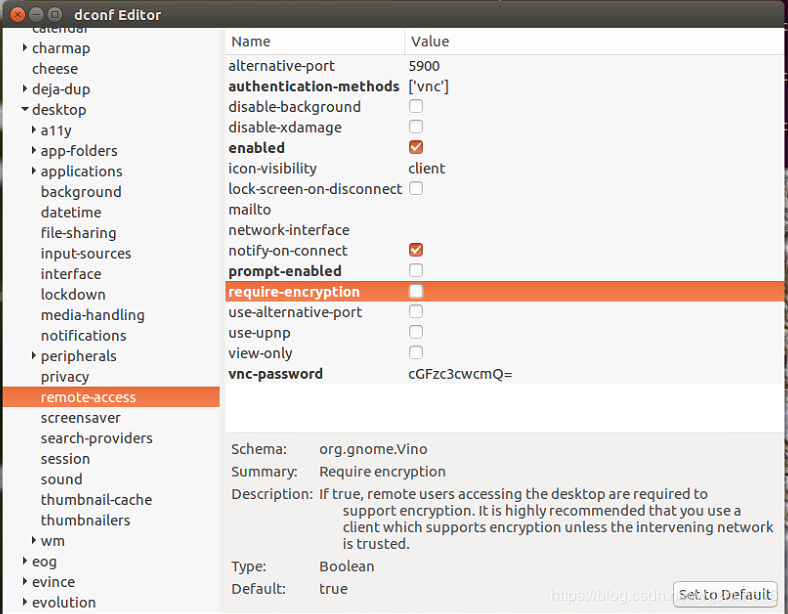 dconf Editor
calendar
charmap
cheese
deja-dup
desktop
a11y
app-folders
applications
background
datetime
file-sharing
input-sources
interface
lockdown
media-handling
notifications
peripherals
privacy
remote-access
screensaver
search-providers
session
sound
thumbnail-cache
thumbnailers
wm
eog
evince
evolution
Name Value
alternative-port 5900
authentication-methods ['vnc']
disable-background
disable-xdamage
enabled
icon-visibility client
lock-screen-on-disconnect
mailto
network-interface
notify-on-connect
prompt-enabled
require-encryption
use-alternative-port
use-upnp
view-only
vnc-password cGFzc3cwcmQ=
Schema: org.gnome.Vino
Summary: Require encryption
Description: If true, remote users accessing the desktop are required to
support encryption. It is highly recommended that you use a
client which supports encryption unless the intervening network
is trusted.
Type: Boolean
Default: true
Set to Default